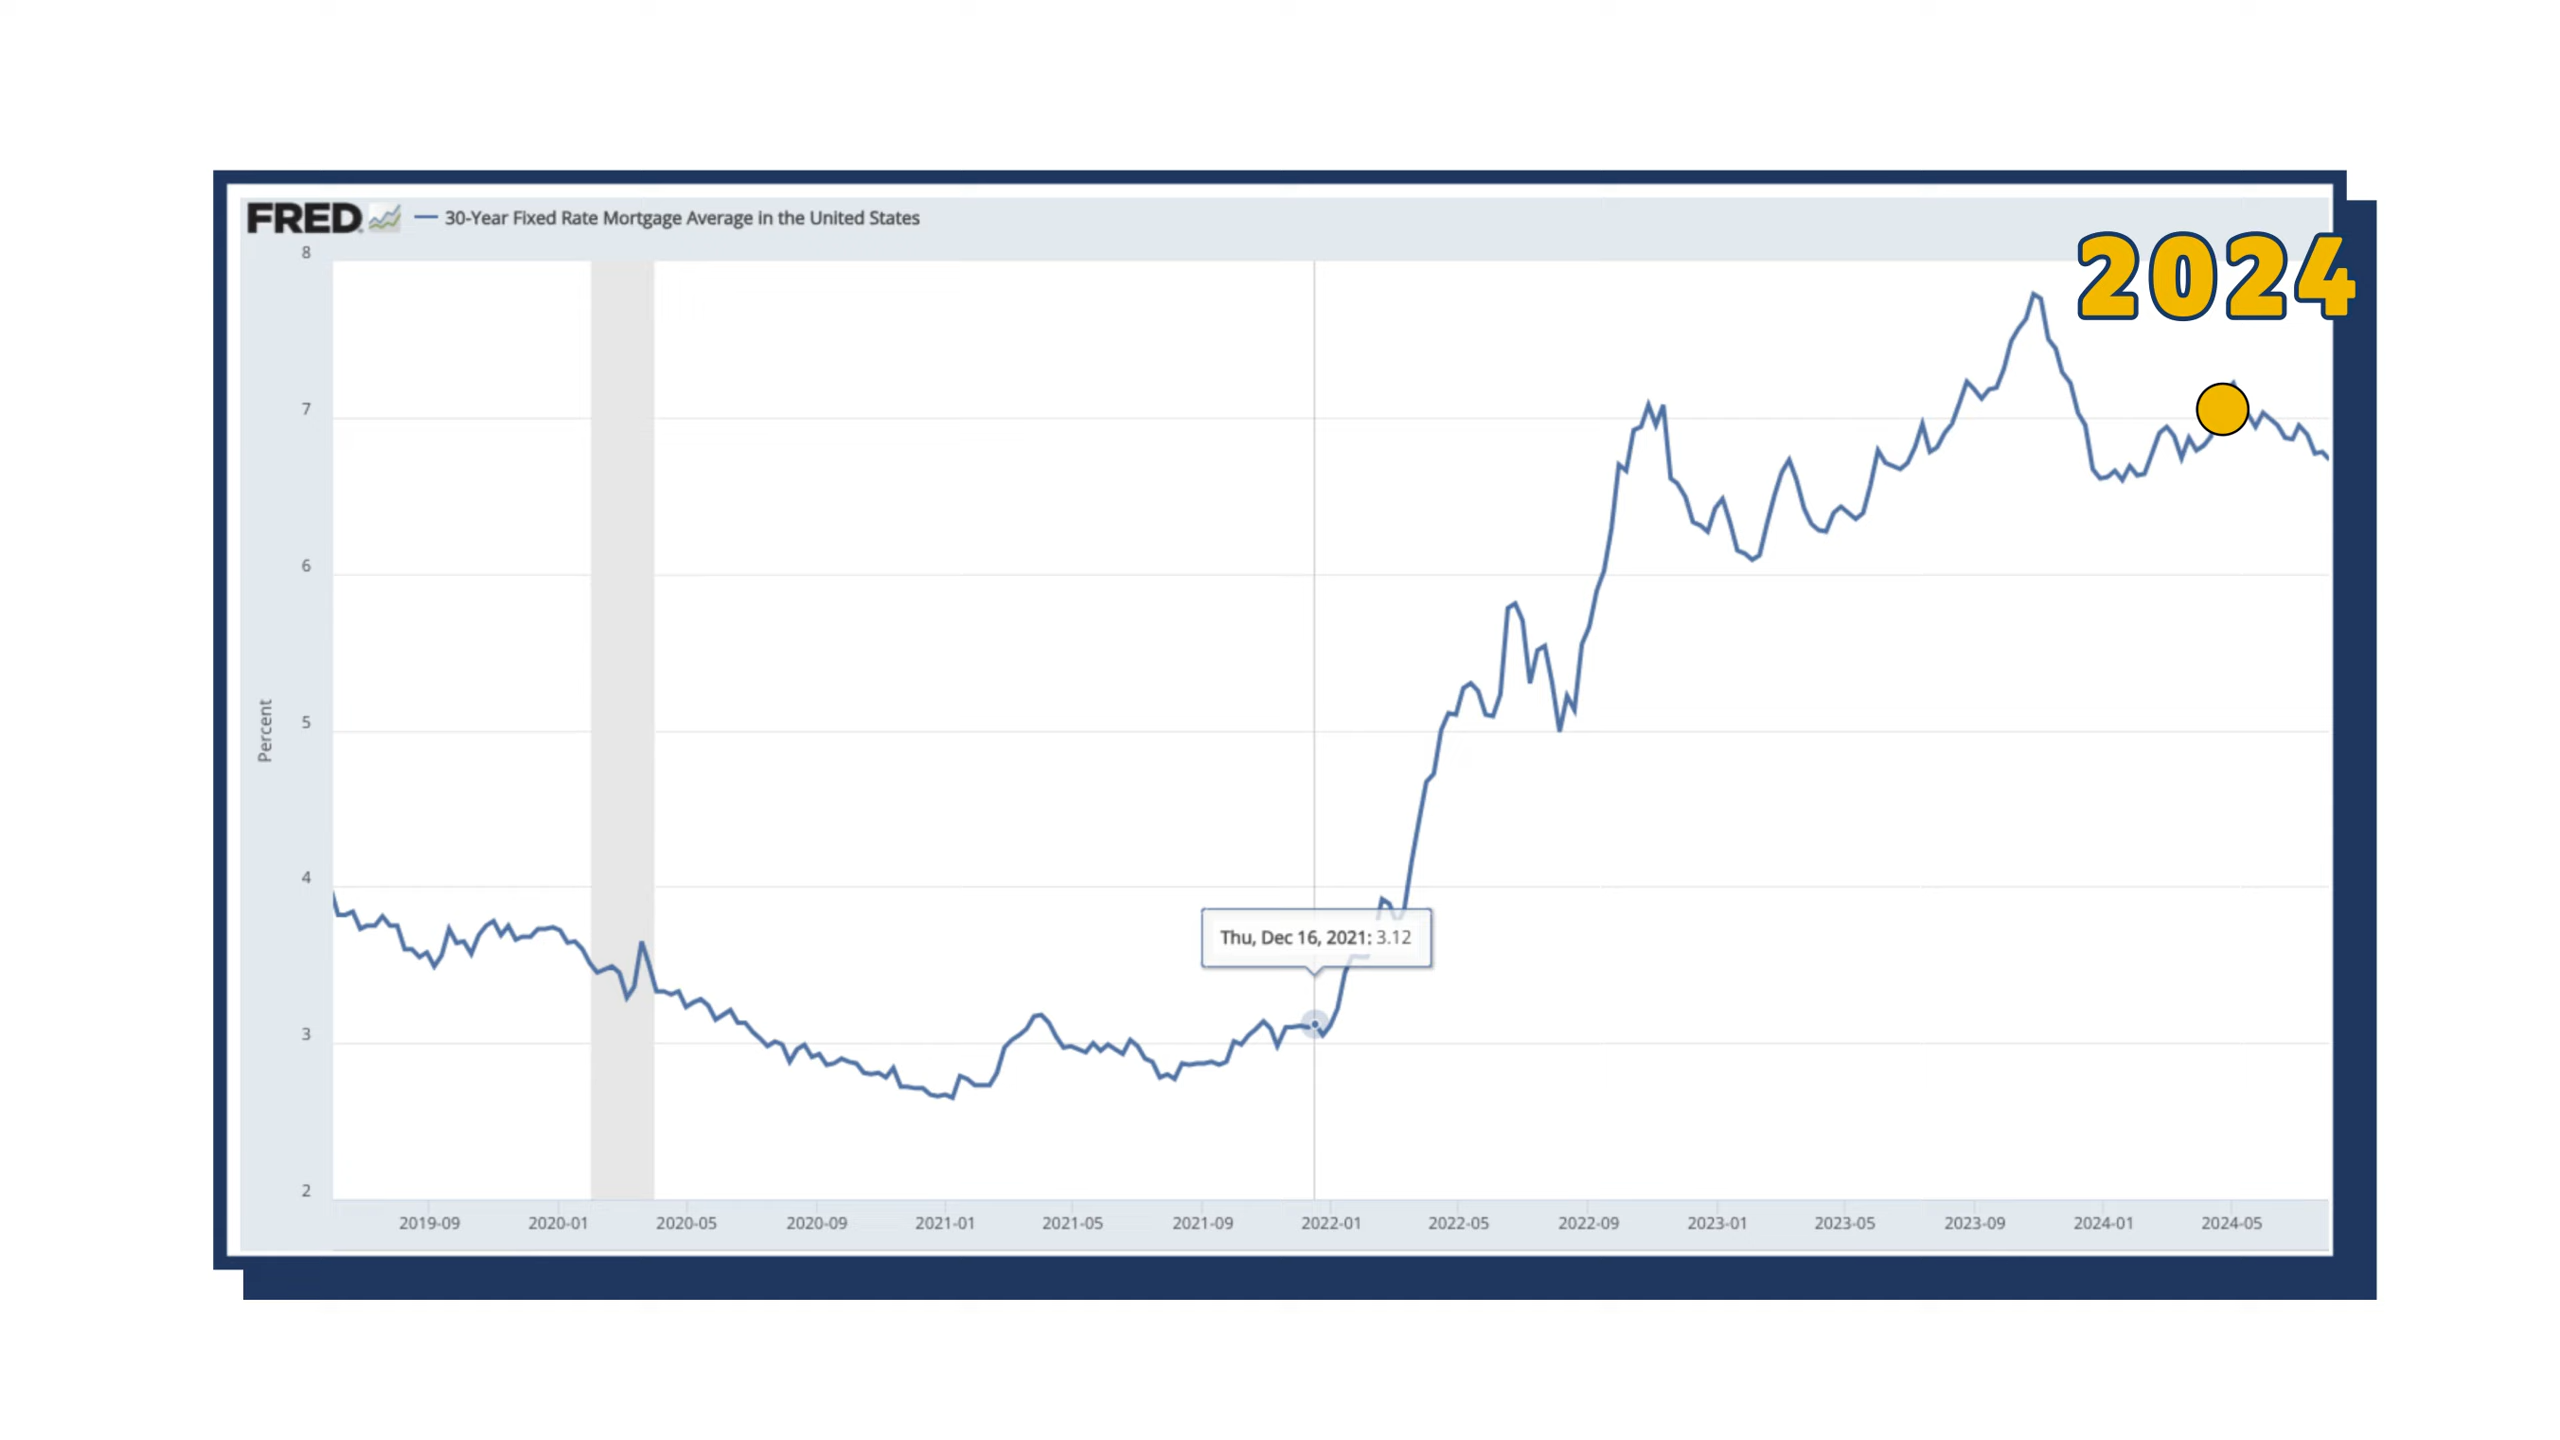 FRED
30-Year Fixed Rate Mortgage Average in the United States
2024
8
7
6
5
4
3
2
Percent
Thu, Dec 16, 2021: 3.12
2019-09 2020-01 2020-05 2020-09 2021-01 2021-05 2021-09 2022-01 2022-05 2022-09 2023-01 2023-05 2023-09 2024-01 2024-05